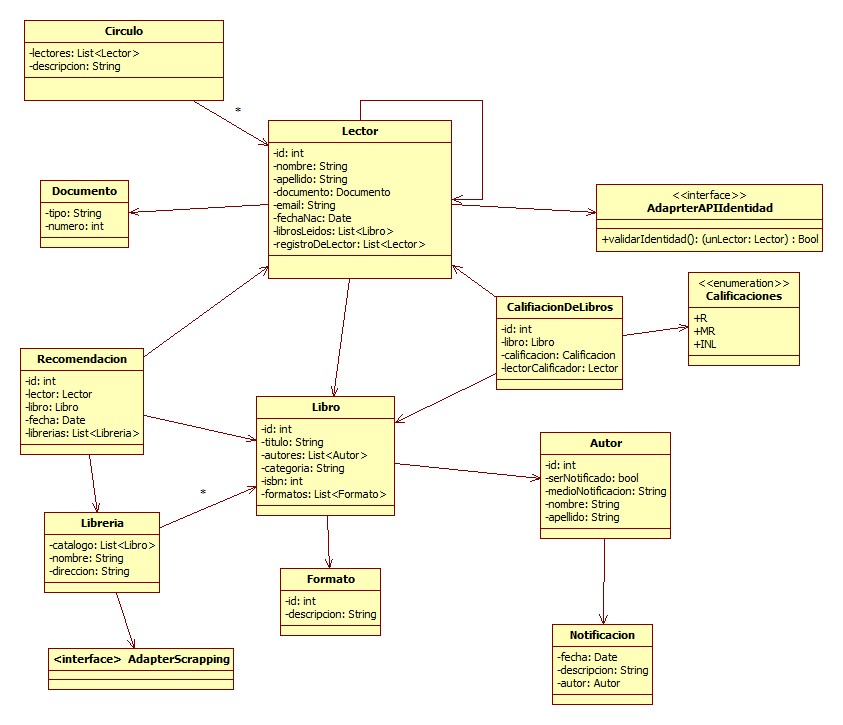 Circulo
-lectores: List<Lector>
-descripcion: String
*
Lector
-id: int
-nombre: String
-apellido: String
-documento: Documento
-email: String
-fechaNac: Date
-librosLeidos: List<Libro>
-registroDeLector: List<Lector>
Documento
-tipo: String
-numero: int
<<interface>>
AdaprterAPIIdentidad
+validarIdentidad(): (unLector: Lector) : Bool
<<enumeration>>
Calificaciones
+R
+MR
+INL
CalifiacionDeLibros
-id: int
-libro: Libro
-calificacion: Calificacion
-lectorCalificador: Lector
Recomendacion
-id: int
-lector: Lector
-libro: Libro
-fecha: Date
-librerias: List<Libreria>
Libro
-id: int
-titulo: String
-autores: List<Autor>
-categoria: String
-isbn: int
-formatos: List<Formato>
Autor
-id: int
-serNotificado: bool
-medioNotificacion: String
-nombre: String
-apellido: String
*
Libreria
-catalogo: List<Libro>
-nombre: String
-direccion: String
Formato
-id: int
-descripcion: String
<interface> AdapterScrapping
Notificacion
-fecha: Date
-descripcion: String
-autor: Autor